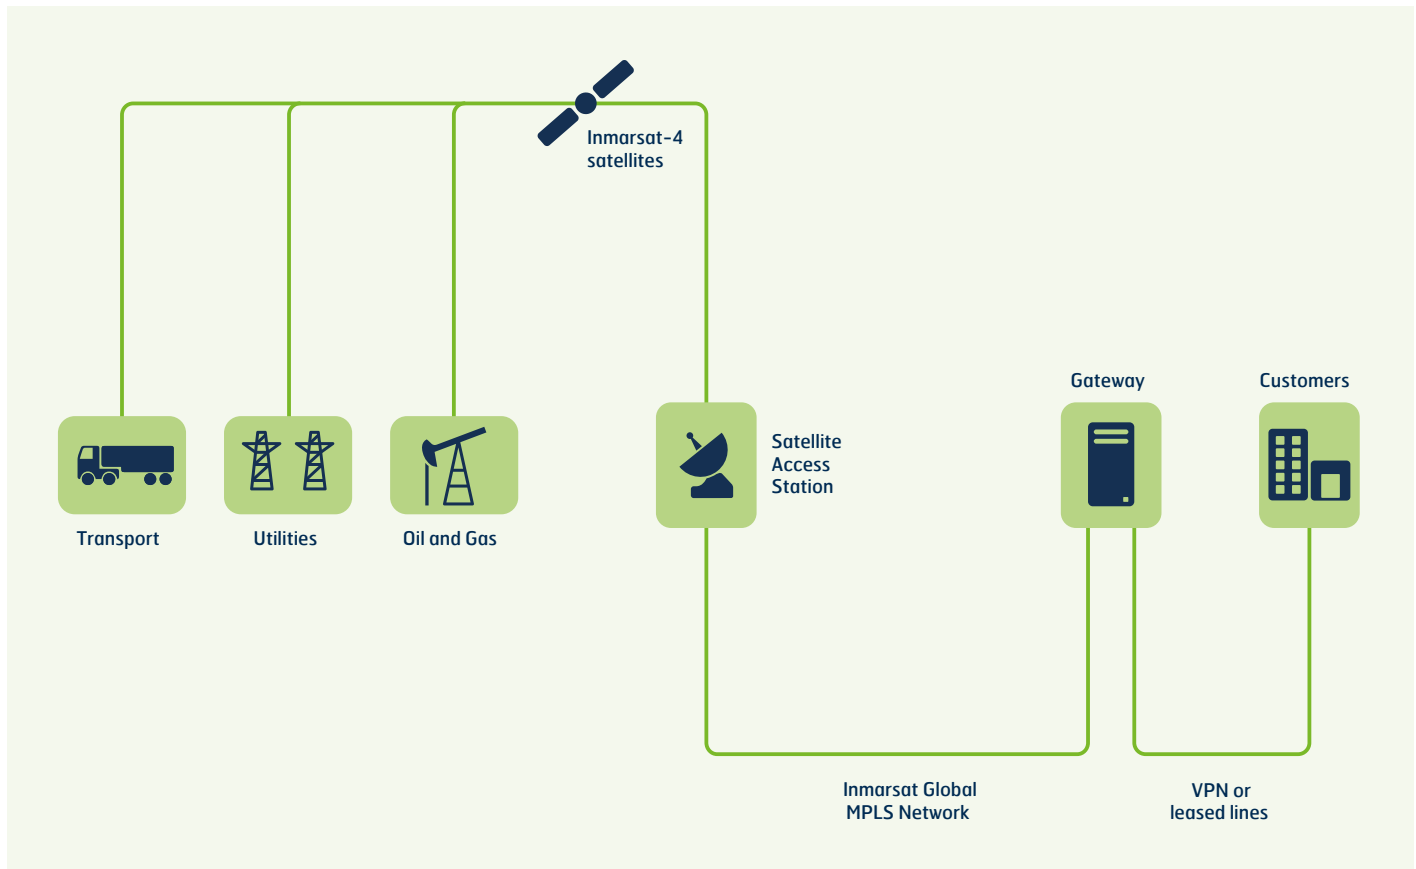 Inmarsat-4
satellites
Gateway
Customers
Satellite
Access
Station
Transport
Utilities
Oil and Gas
Inmarsat Global
MPLS Network
VPN or
leased lines